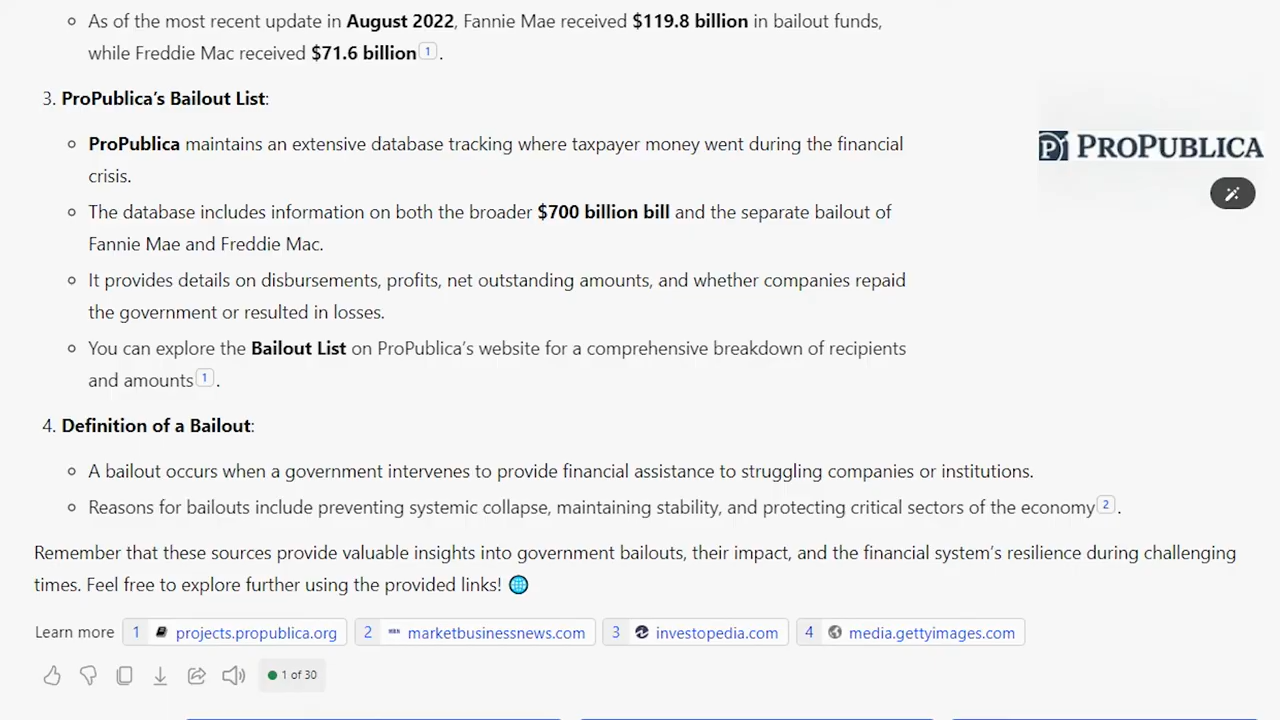 As of the most recent update in August 2022, Fannie Mae received $119.8 billion in bailout funds,
while Freddie Mac received $71.6 billion 1 .
3. ProPublica's Bailout List:
ProPublica maintains an extensive database tracking where taxpayer money went during the financial
crisis.
PROPUBLICA
The database includes information on both the broader $700 billion bill and the separate bailout of
Fannie Mae and Freddie Mac.
It provides details on disbursements, profits, net outstanding amounts, and whether companies repaid
the government or resulted in losses.
You can explore the Bailout List on ProPublica's website for a comprehensive breakdown of recipients
and amounts 1 .
4. Definition of a Bailout:
A bailout occurs when a government intervenes to provide financial assistance to struggling companies or institutions.
Reasons for bailouts include preventing systemic collapse, maintaining stability, and protecting critical sectors of the economy 2 .
Remember that these sources provide valuable insights into government bailouts, their impact, and the financial system's resilience during challenging
times. Feel free to explore further using the provided links! 🌐
Learn more 1 projects.propublica.org 2 marketbusinessnews.com 3 investopedia.com 4 media.gettyimages.com
1 of 30